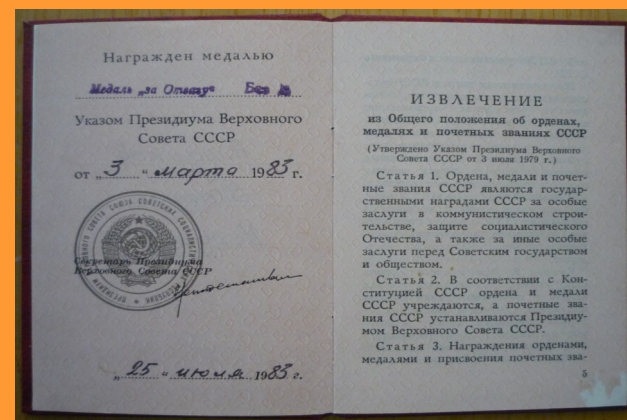 Награжден медалью
Медаль „за Отвагу“ Без №
Указом Президиума Верховного
Совета СССР
от „3“ марта 1983 г.
Секретарь Президиума
Верховного Совета СССР
„25“ июля 1983 г.
ИЗВЛЕЧЕНИЕ
из Общего положения об орденах,
медалях и почетных званиях СССР
(Утверждено Указом Президиума Верховного
Совета СССР от 3 июля 1979 г.)
Статья 1. Ордена, медали и почет-
ные звания СССР являются государ-
ственными наградами СССР за особые
заслуги в коммунистическом строи-
тельстве, защите социалистического
Отечества, а также за иные особые
заслуги перед Советским государством
и обществом.
Статья 2. В соответствии с Кон-
ституцией СССР ордена и медали
СССР учреждаются, а почетные зва-
ния СССР устанавливаются Президиу-
мом Верховного Совета СССР.
Статья 3. Награждения орденами,
медалями и присвоения почетных зва-
5